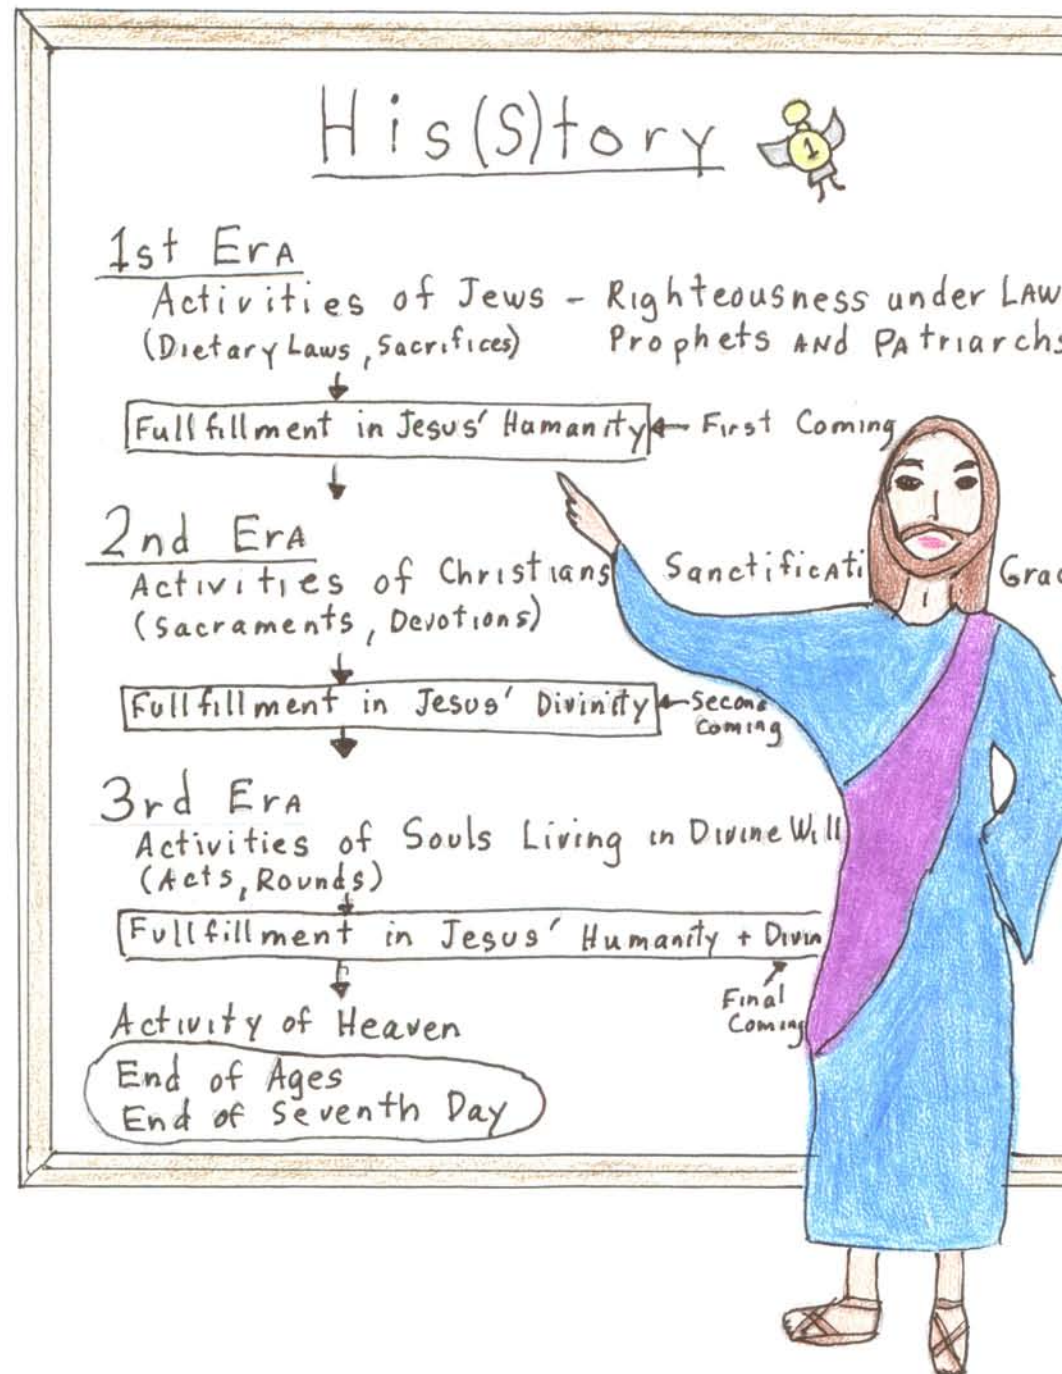 His(S)tory
1
1st Era
Activities of Jews - Righteousness under Law
(Dietary Laws, Sacrifices) Prophets and Patriarchs
Fullfillment in Jesus' Humanity ← First Coming
2nd Era
Activities of Christians
(Sacraments, Devotions)
Fullfillment in Jesus' Divinity ← Second
Coming
3rd Era
Activities of Souls Living in Divine Will
(Acts, Rounds)
Fullfillment in Jesus' Humanity +
Final
Coming
Activity of Heaven
End of Ages
End of Seventh Day